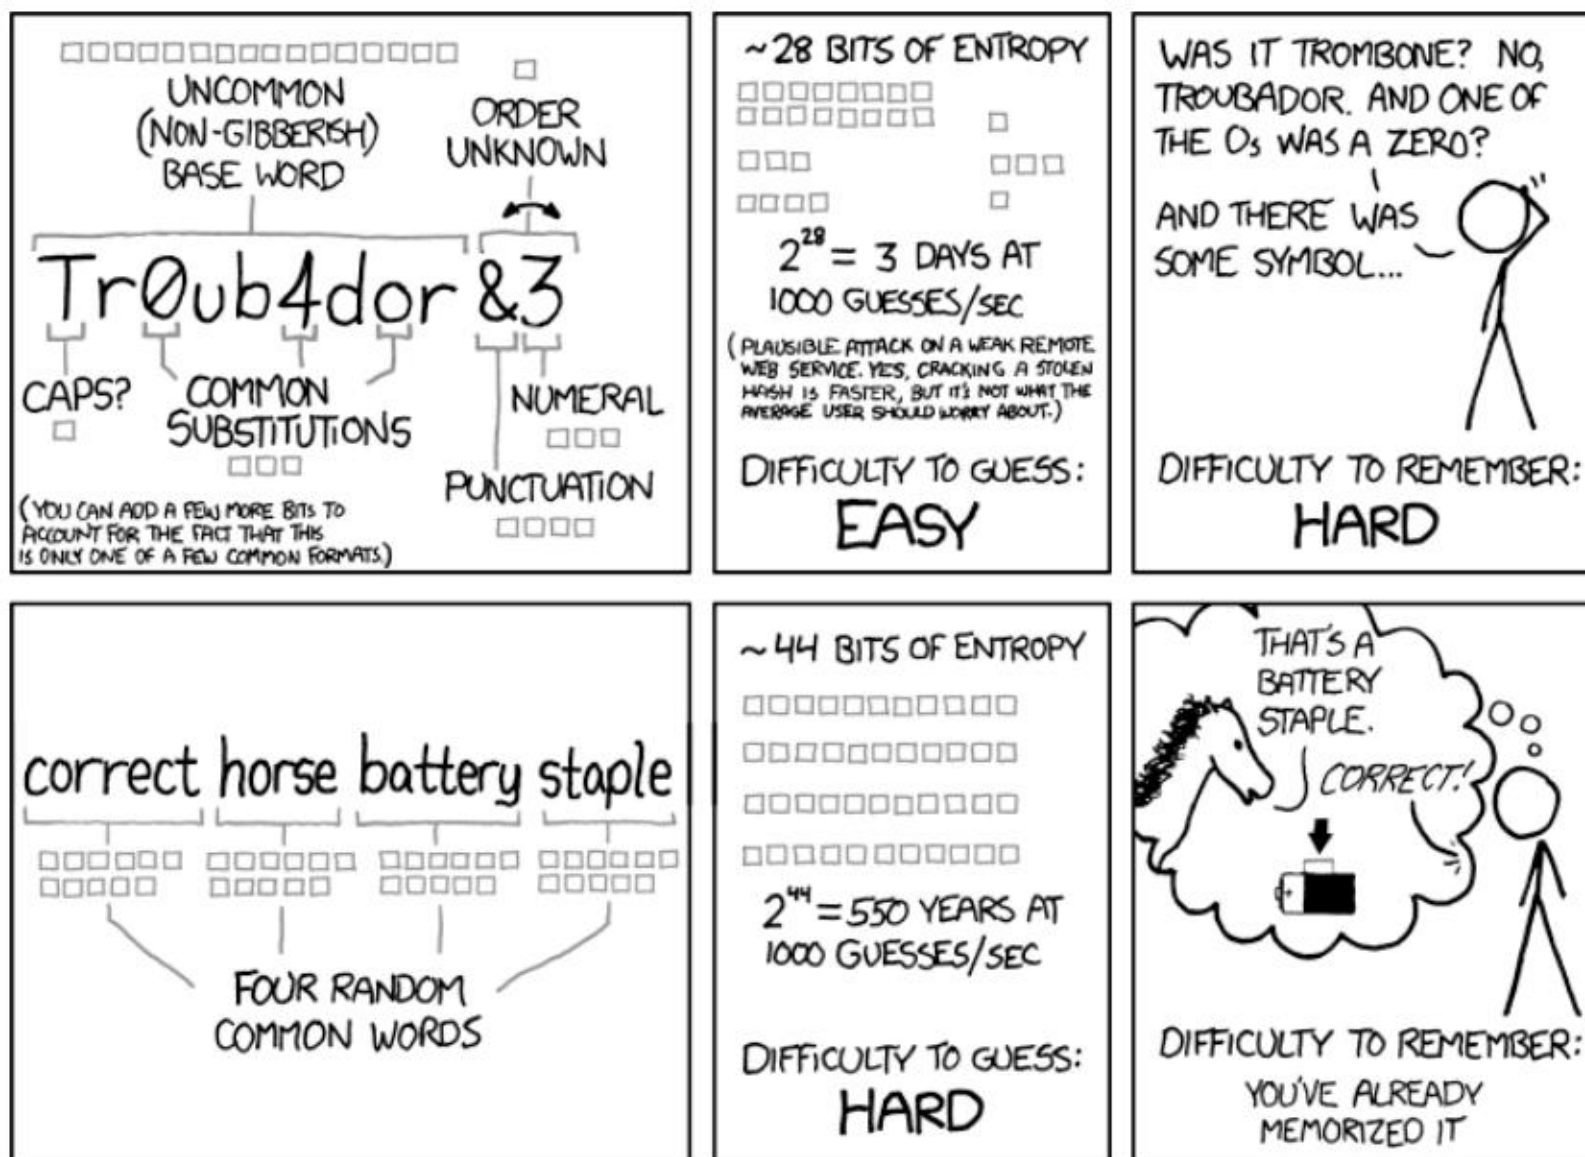 UNCOMMON
(NON-GIBBERISH)
BASE WORD
ORDER
UNKNOWN
Tr0ub4dor &3
CAPS?
COMMON
SUBSTITUTIONS
NUMERAL
PUNCTUATION
(YOU CAN ADD A FEW MORE BITS TO
ACCOUNT FOR THE FACT THAT THIS
IS ONLY ONE OF A FEW COMMON FORMATS.)
~28 BITS OF ENTROPY
2²⁸ = 3 DAYS AT
1000 GUESSES/SEC
(PLAUSIBLE ATTACK ON A WEAK REMOTE
WEB SERVICE. YES, CRACKING A STOLEN
HASH IS FASTER, BUT IT'S NOT WHAT THE
AVERAGE USER SHOULD WORRY ABOUT.)
DIFFICULTY TO GUESS:
EASY
WAS IT TROMBONE? NO,
TROUBADOR. AND ONE OF
THE Os WAS A ZERO?
AND THERE WAS
SOME SYMBOL...
DIFFICULTY TO REMEMBER:
HARD
correct horse battery staple
FOUR RANDOM
COMMON WORDS
~44 BITS OF ENTROPY
2⁴⁴ = 550 YEARS AT
1000 GUESSES/SEC
DIFFICULTY TO GUESS:
HARD
THAT'S A
BATTERY
STAPLE.
CORRECT!
DIFFICULTY TO REMEMBER:
YOU'VE ALREADY
MEMORIZED IT